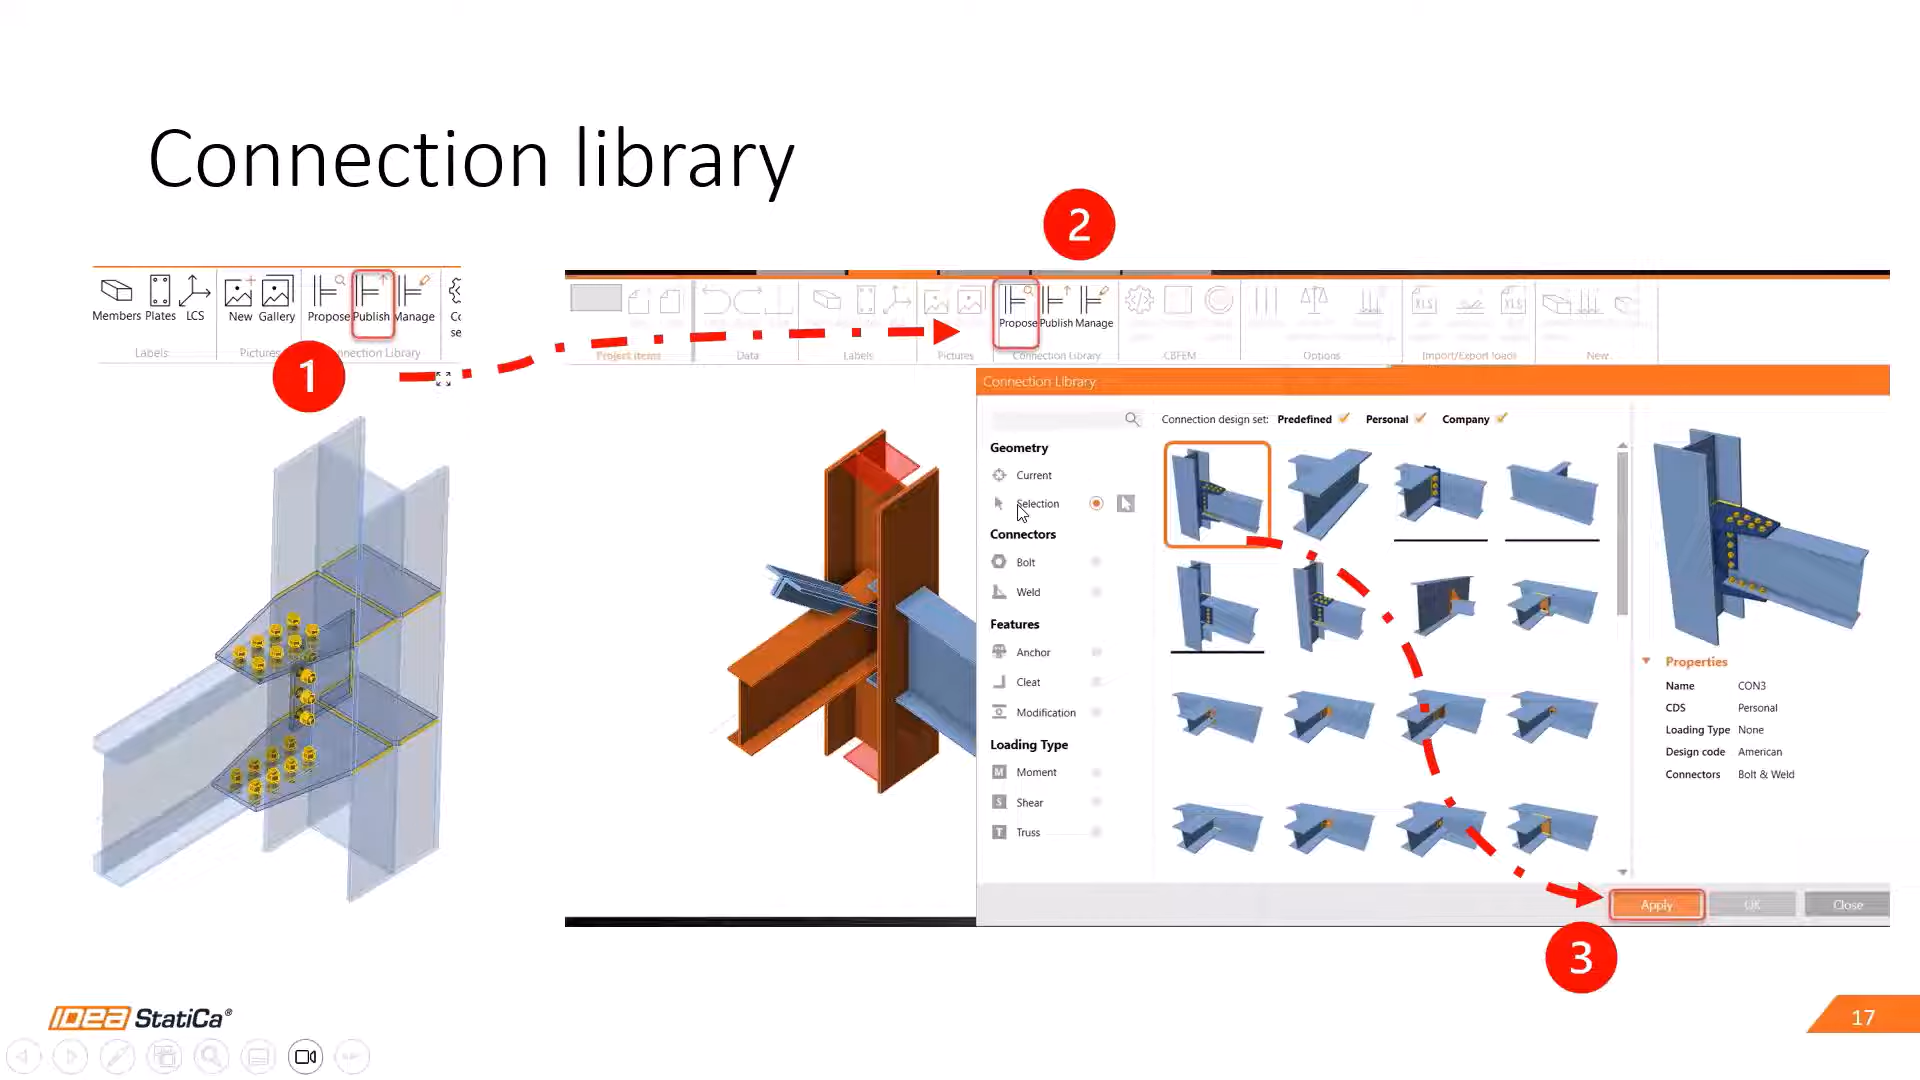 Connection library
2
Members Plates LCS New Gallery Propose Publish Manage
Labels
1
Propose Publish Manage
Project items Data Labels Pictures Connection Library CBFEM Options Import/Export loads New
Connection Library
Connection design set: Predefined Personal Company
Geometry
Current
Selection
Connectors
Bolt
Weld
Features
Anchor
Cleat
Modification
Loading Type
M Moment
S Shear
T Truss
Properties
Name CON3
CDS Personal
Loading Type None
Design code American
Connectors Bolt & Weld
Apply OK Close
3
IDEA StatiCa®
17